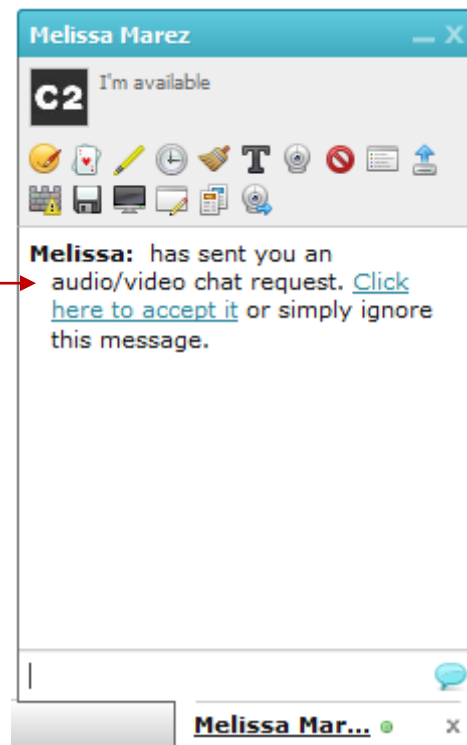 Melissa Marez
C2
I'm available
Melissa: has sent you an
audio/video chat request. Click
here to accept it or simply ignore
this message.
Melissa Mar...